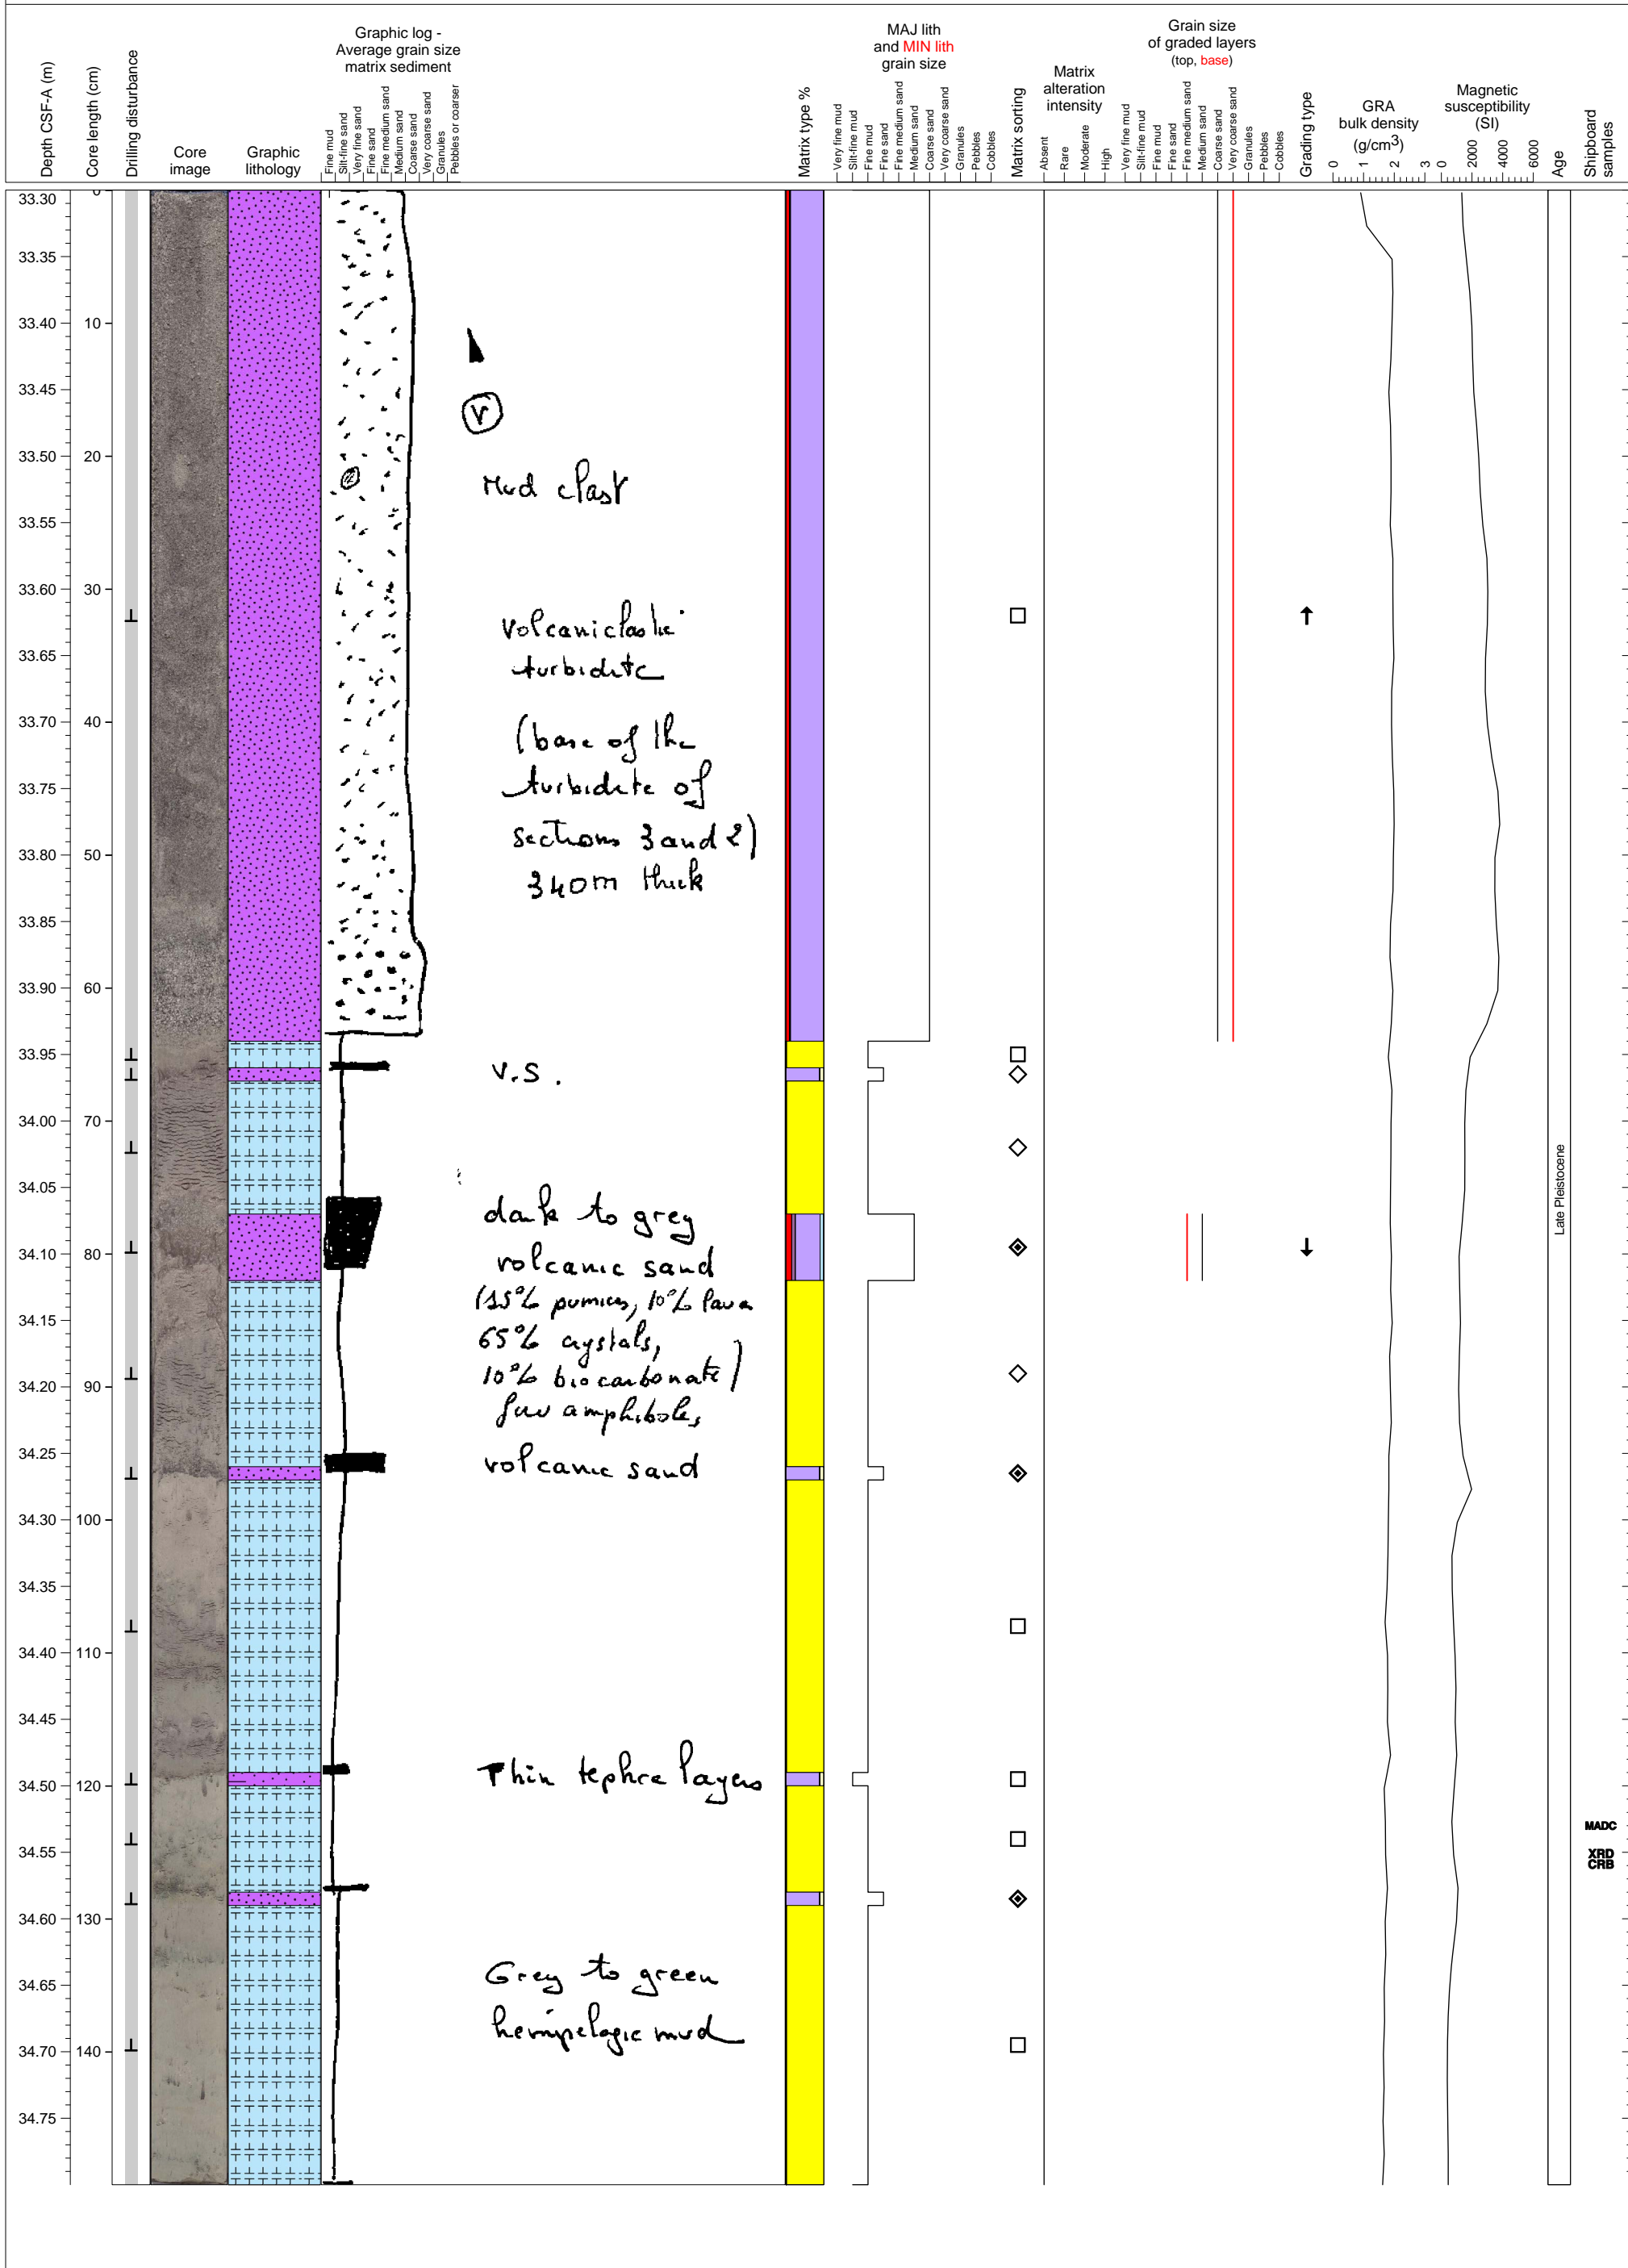 Graphic log -
Average grain size
matrix sediment
MAJ lith
and MIN lith
grain size
Grain size
of graded layers
(top, base)
Matrix
alteration
intensity
GRA
bulk density
(g/cm3)
Magnetic
susceptibility
(SI)
Depth CSF-A (m)
Core length (cm)
Drilling disturbance
Core
image
Graphic
lithology
Fine mud
Silt-fine sand
Very fine sand
Fine sand
Fine medium sand
Medium sand
Coarse sand
Very coarse sand
Granules
Pebbles or coarser
Matrix type %
Very fine mud
Silt-fine mud
Fine mud
Fine sand
Fine medium sand
Medium sand
Coarse sand
Very coarse sand
Granules
Pebbles
Cobbles
Matrix sorting
Absent
Rare
Moderate
High
Very fine mud
Silt-fine mud
Fine mud
Fine sand
Fine medium sand
Medium sand
Coarse sand
Very coarse sand
Granules
Pebbles
Cobbles
Grading type
0 1 2 3
0 2000 4000 6000
Age
Shipboard
samples
33.30 0
33.35
33.40 10
33.45
V
33.50 20
Mud clast
33.55
33.60 30
volcaniclastic
33.65
turbidite
33.70 40
(base of the
33.75
turbidite of
sections 3 and 2)
33.80 50
340m thick
33.85
33.90 60
33.95
V.S.
34.00 70
34.05
dark to grey
34.10 80
volcanic sand
(15% pumices, 10% lava
34.15
65% crystals,
10% biocarbonate)
34.20 90
few amphiboles,
34.25
volcanic sand
34.30 100
34.35
34.40 110
34.45
Thin tephra layers
34.50 120
34.55
34.60 130
34.65
Grey to green
hemipelagic mud
34.70 140
34.75
Late Pleistocene
MADC
XRD
CRB